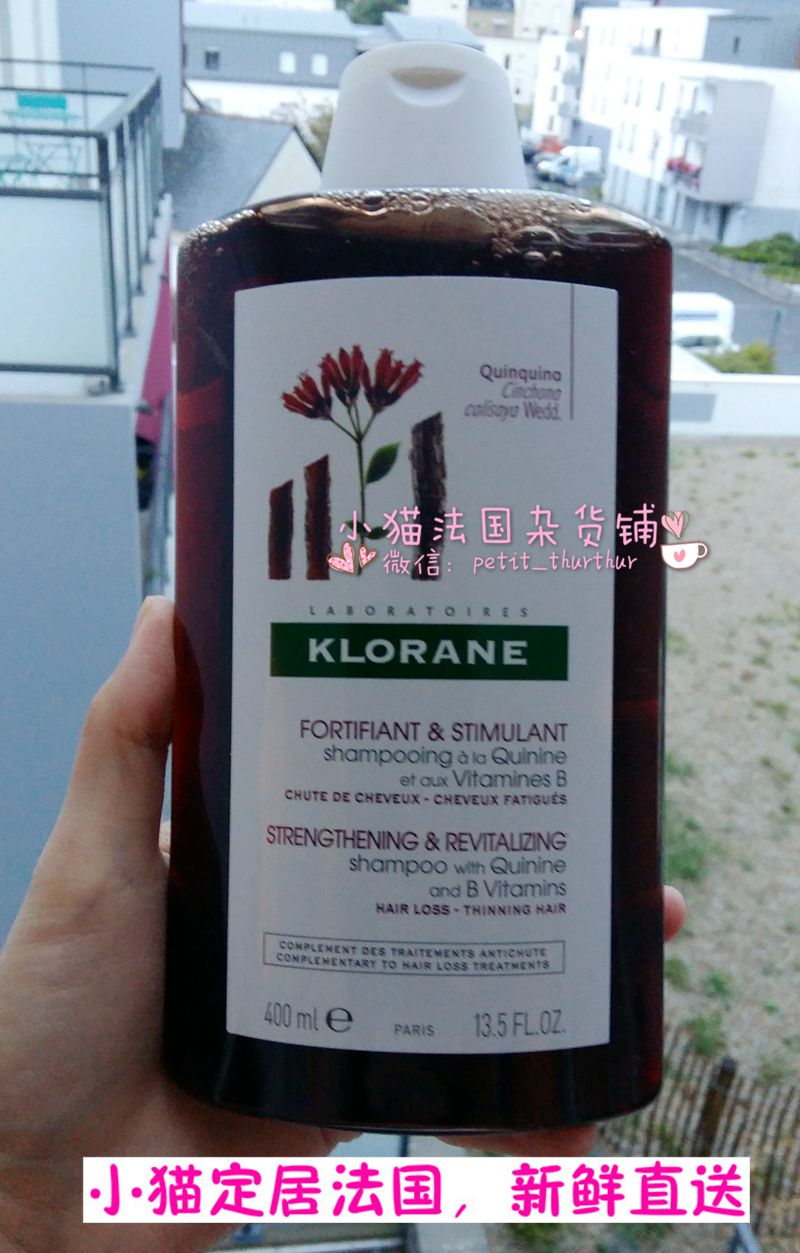 Quinquina
Cinchona
calisaya Wedd.
小猫法国杂货铺
微信: petit_thurthur
LABORATOIRES
KLORANE
FORTIFIANT & STIMULANT
shampooing à la Quinine
et aux Vitamines B
CHUTE DE CHEVEUX - CHEVEUX FATIGUÉS
STRENGTHENING & REVITALIZING
shampoo with Quinine
and B Vitamins
HAIR LOSS - THINNING HAIR
COMPLEMENT DES TRAITEMENTS ANTICHUTE
COMPLEMENTARY TO HAIR LOSS TREATMENTS
400 ml e PARIS 13.5 FL.OZ.
小猫定居法国，新鲜直送